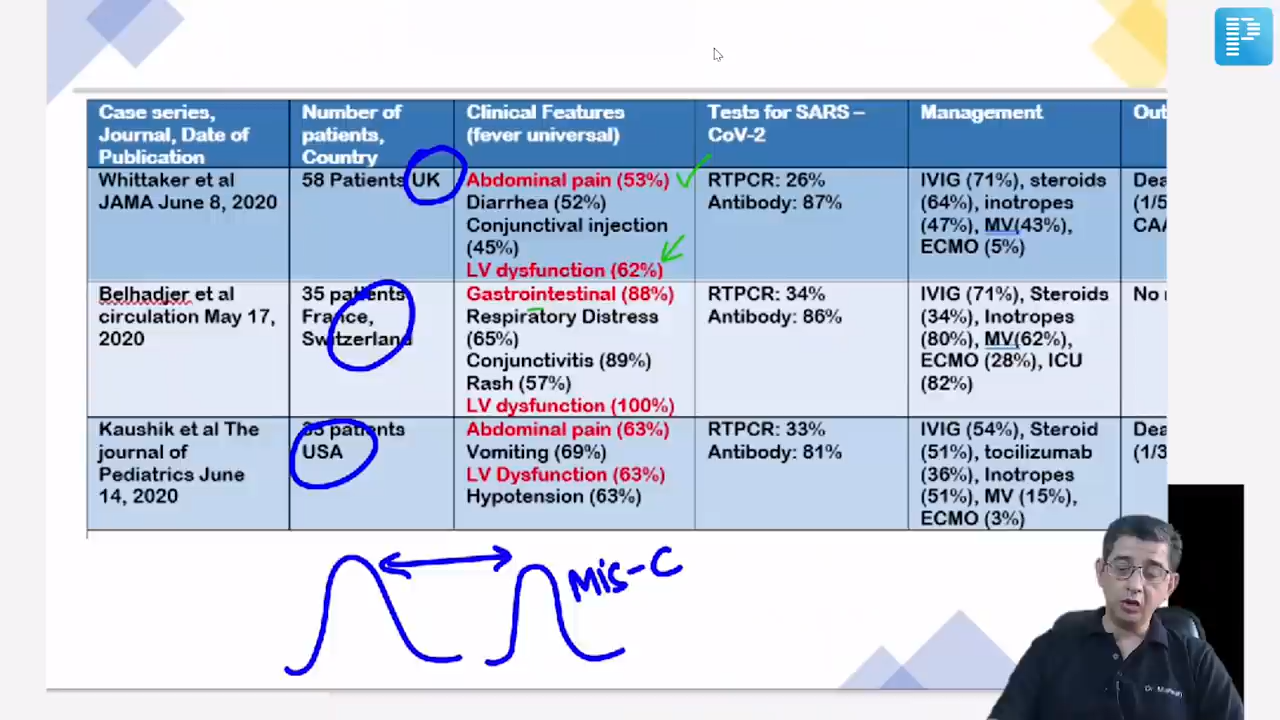 Case series,
Journal, Date of
Publication
Number of
patients,
Country
Clinical Features
(fever universal)
Tests for SARS –
CoV-2
Management
Out
Whittaker et al
JAMA June 8, 2020
58 Patients UK
Abdominal pain (53%)
Diarrhea (52%)
Conjunctival injection
(45%)
LV dysfunction (62%)
RTPCR: 26%
Antibody: 87%
IVIG (71%), steroids
(64%), inotropes
(47%), MV(43%),
ECMO (5%)
Dea
(1/5
CAA
Belhadjer et al
circulation May 17,
2020
35 patients
France,
Switzerland
Gastrointestinal (88%)
Respiratory Distress
(65%)
Conjunctivitis (89%)
Rash (57%)
LV dysfunction (100%)
RTPCR: 34%
Antibody: 86%
IVIG (71%), Steroids
(34%), Inotropes
(80%), MV(62%),
ECMO (28%), ICU
(82%)
No
Kaushik et al The
journal of
Pediatrics June
14, 2020
33 patients
USA
Abdominal pain (63%)
Vomiting (69%)
LV Dysfunction (63%)
Hypotension (63%)
RTPCR: 33%
Antibody: 81%
IVIG (54%), Steroid
(51%), tocilizumab
(36%), Inotropes
(51%), MV (15%),
ECMO (3%)
Dea
(1/3
Mis-C